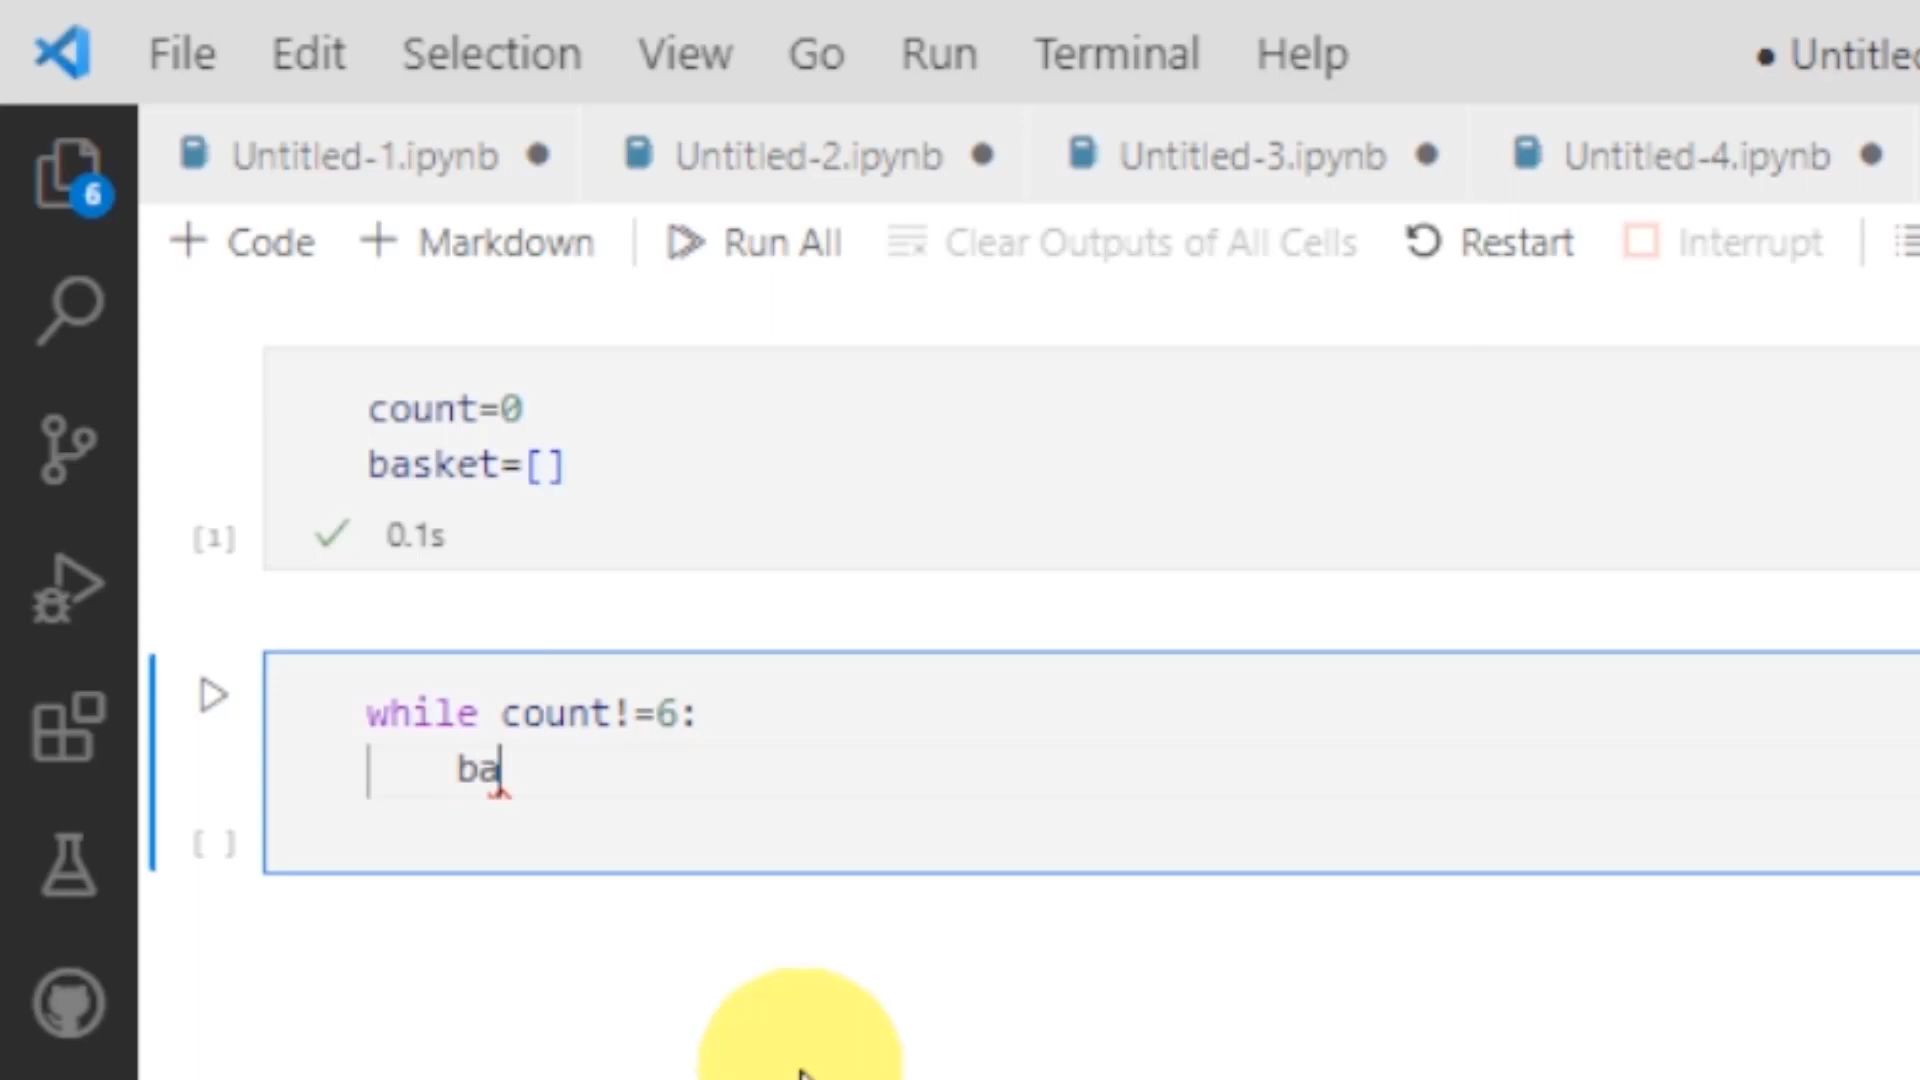 File Edit Selection View Go Run Terminal Help ● Untitled
Untitled-1.ipynb ● Untitled-2.ipynb ● Untitled-3.ipynb ● Untitled-4.ipynb ●
6
+ Code + Markdown Run All Clear Outputs of All Cells Restart Interrupt
count=0
basket=[]
[1] ✓ 0.1s
while count!=6:
ba
[ ]